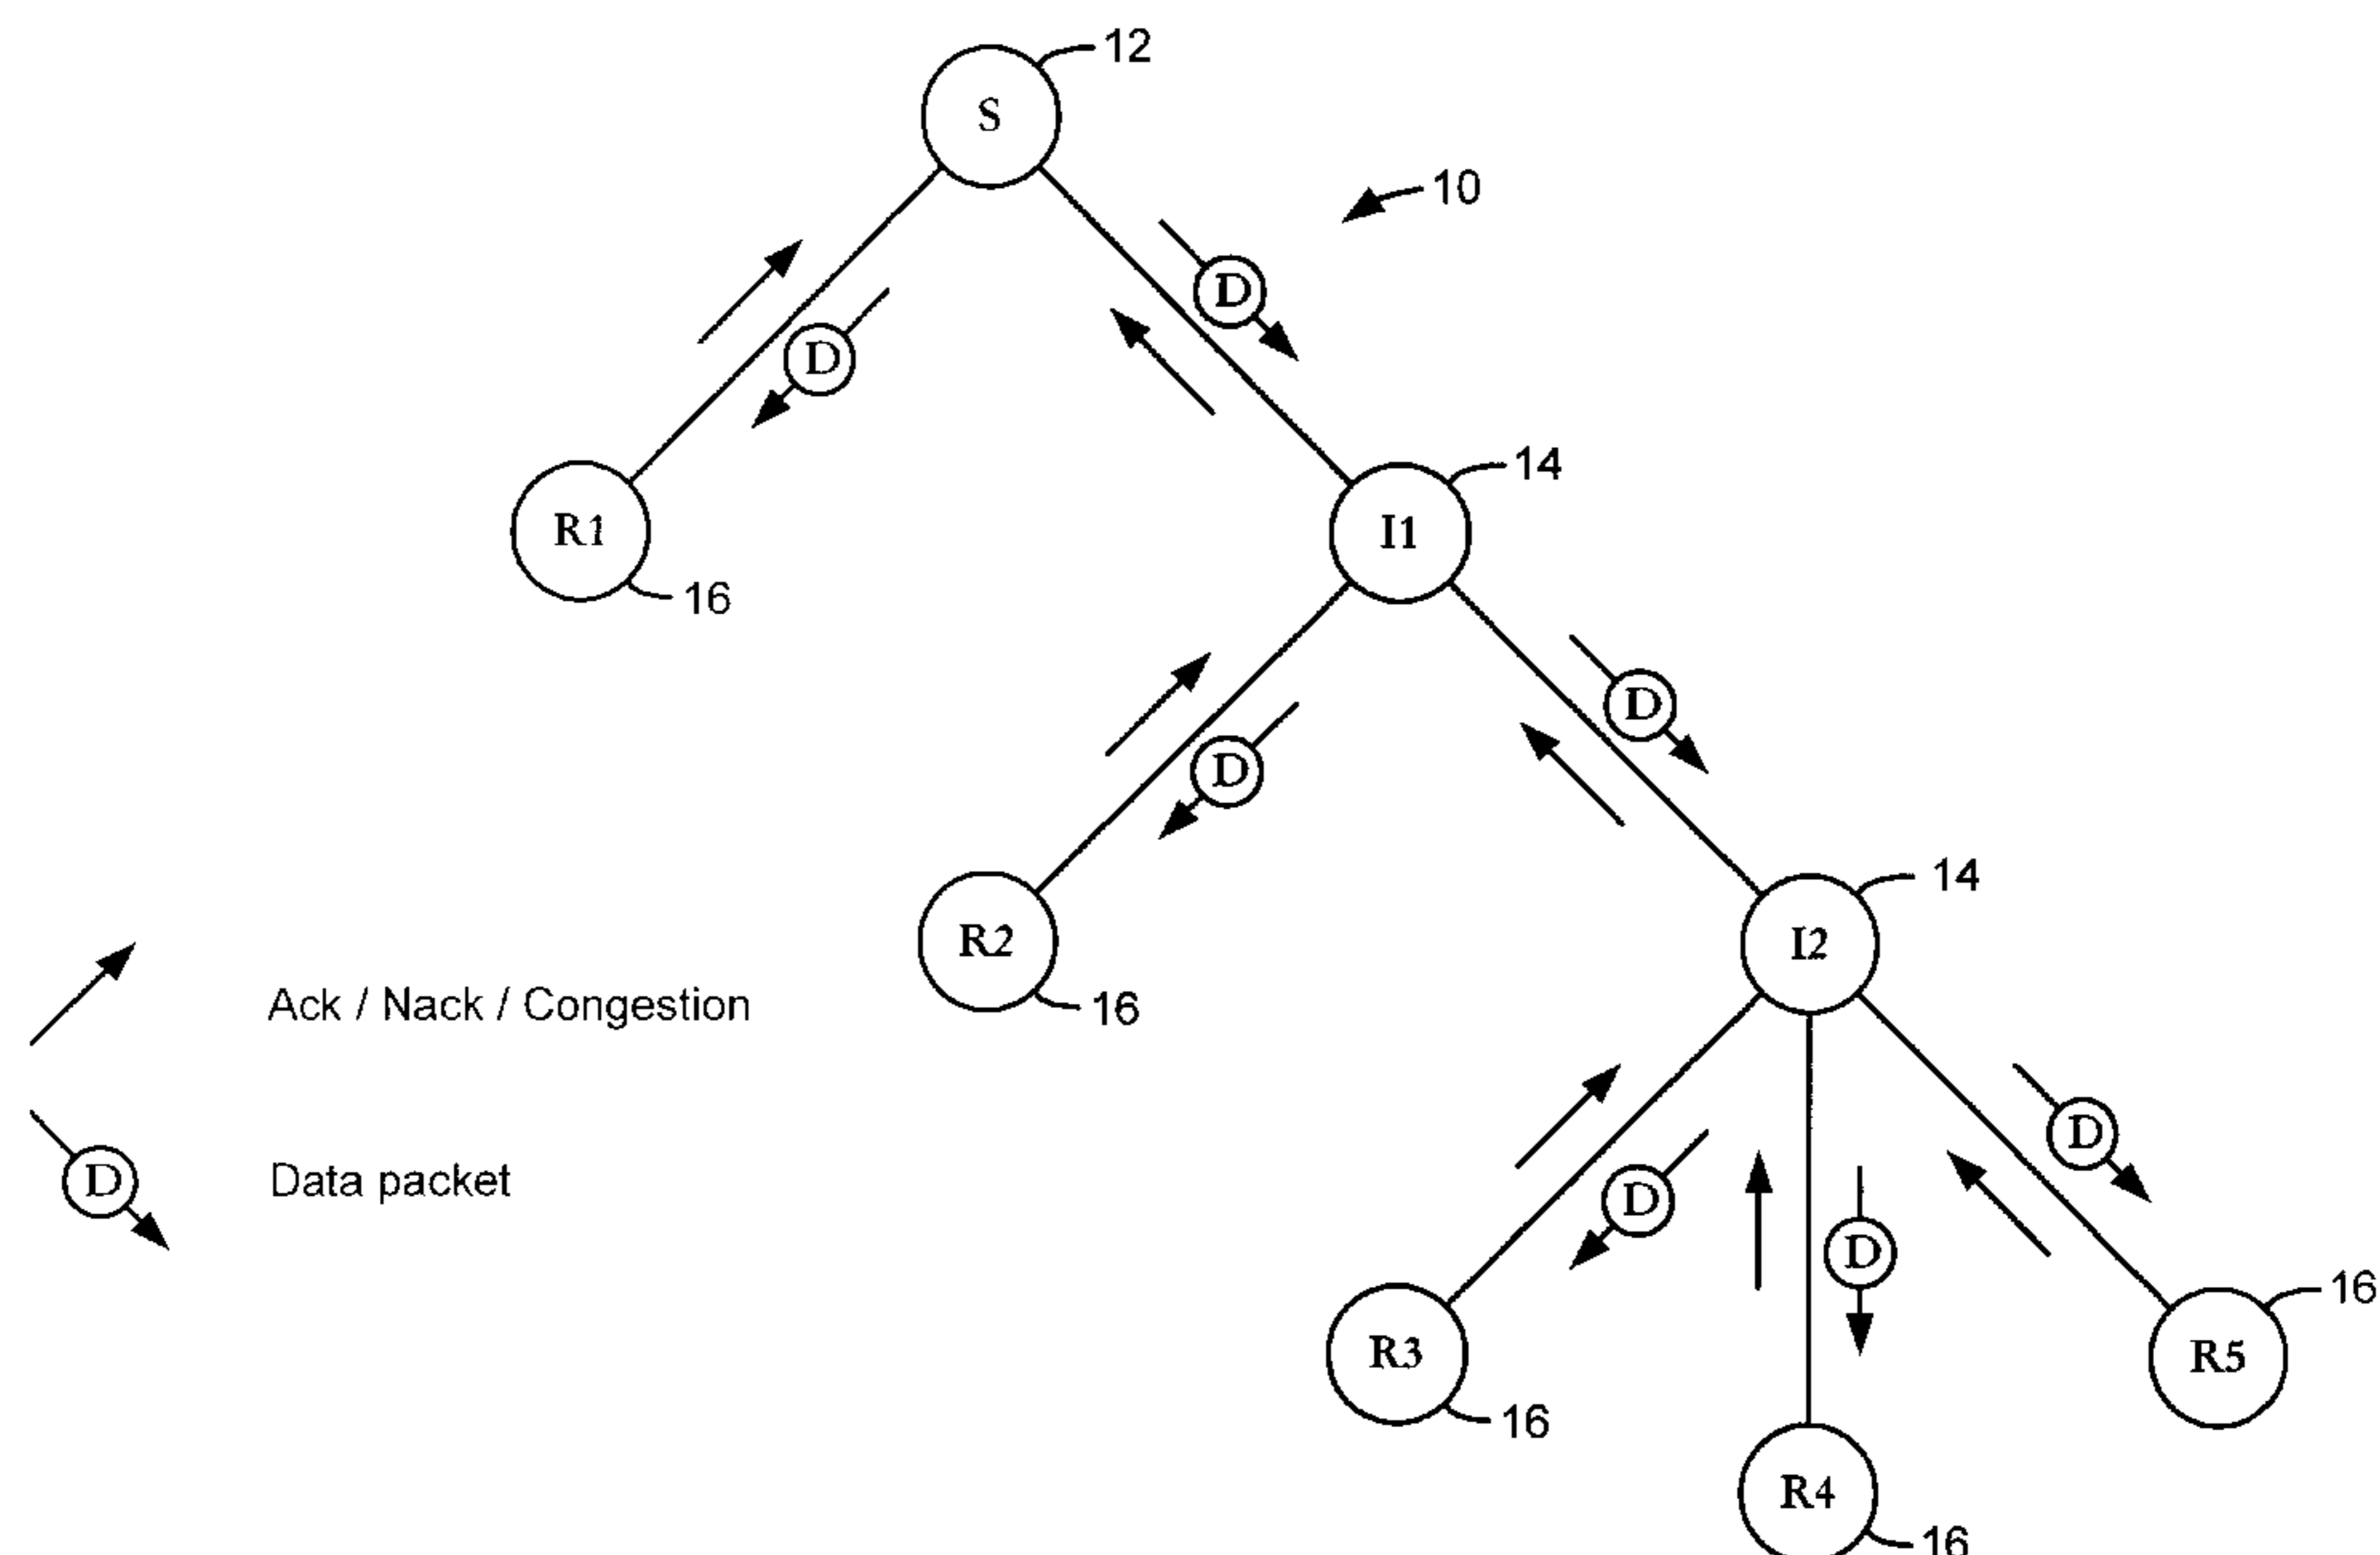 12
S
10
D
D
14
I1
R1
16
D
D
14
I2
R2
16
Ack / Nack / Congestion
D
Data packet
D
D
D
16
R3
R5
16
R4
16